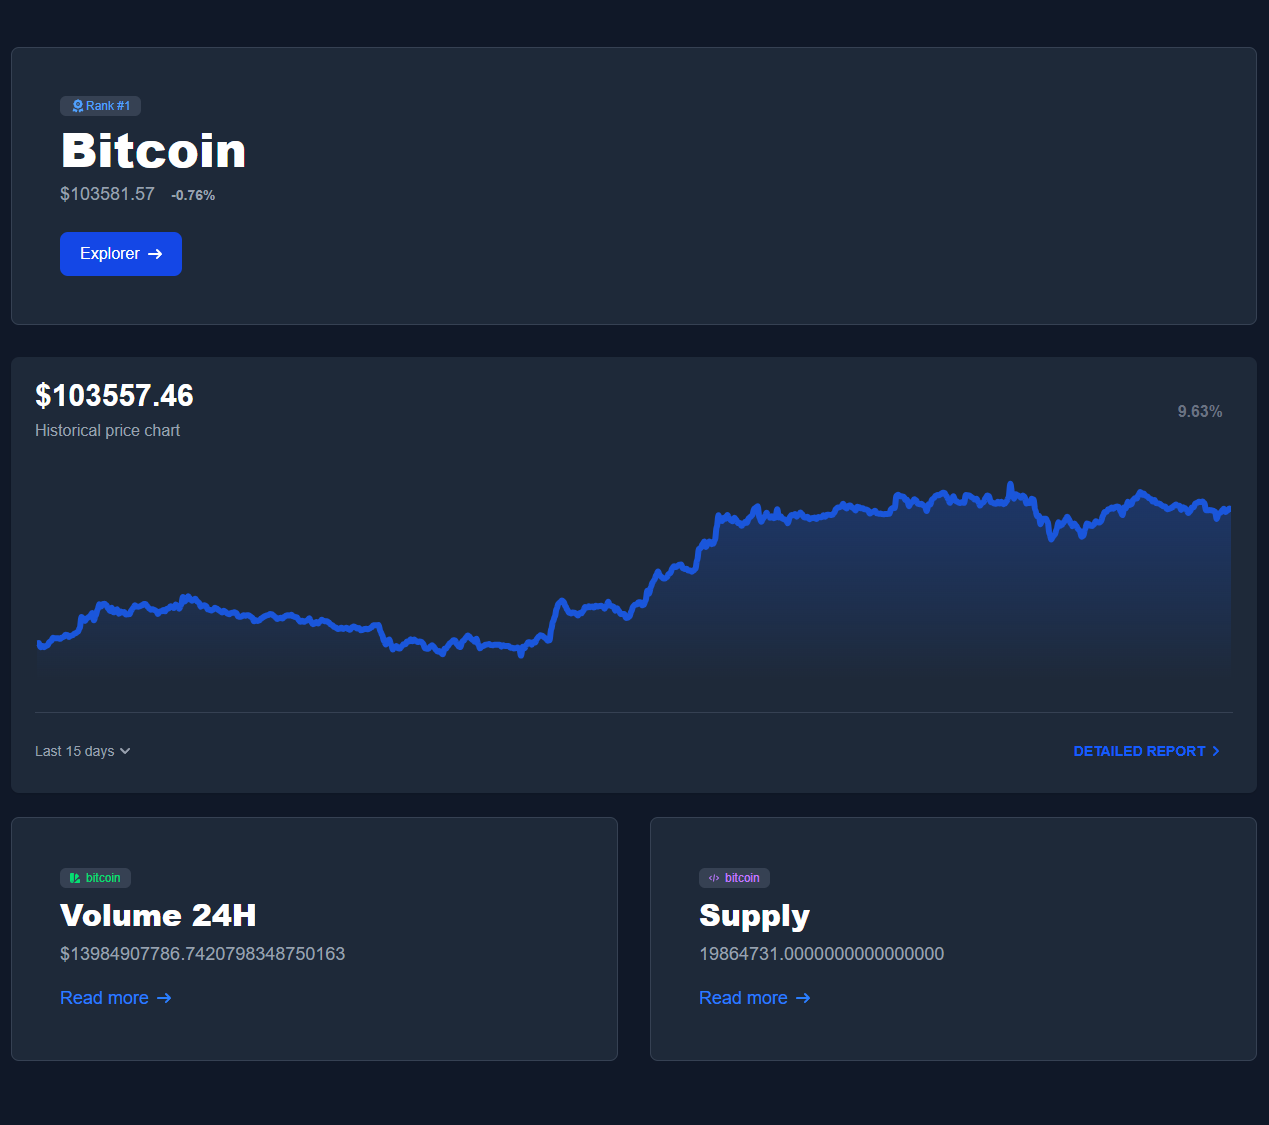 Rank #1
Bitcoin
$103581.57 -0.76%
Explorer
$103557.46
9.63%
Historical price chart
Last 15 days
DETAILED REPORT
bitcoin
Volume 24H
$13984907786.7420798348750163
Read more
bitcoin
Supply
19864731.0000000000000000
Read more